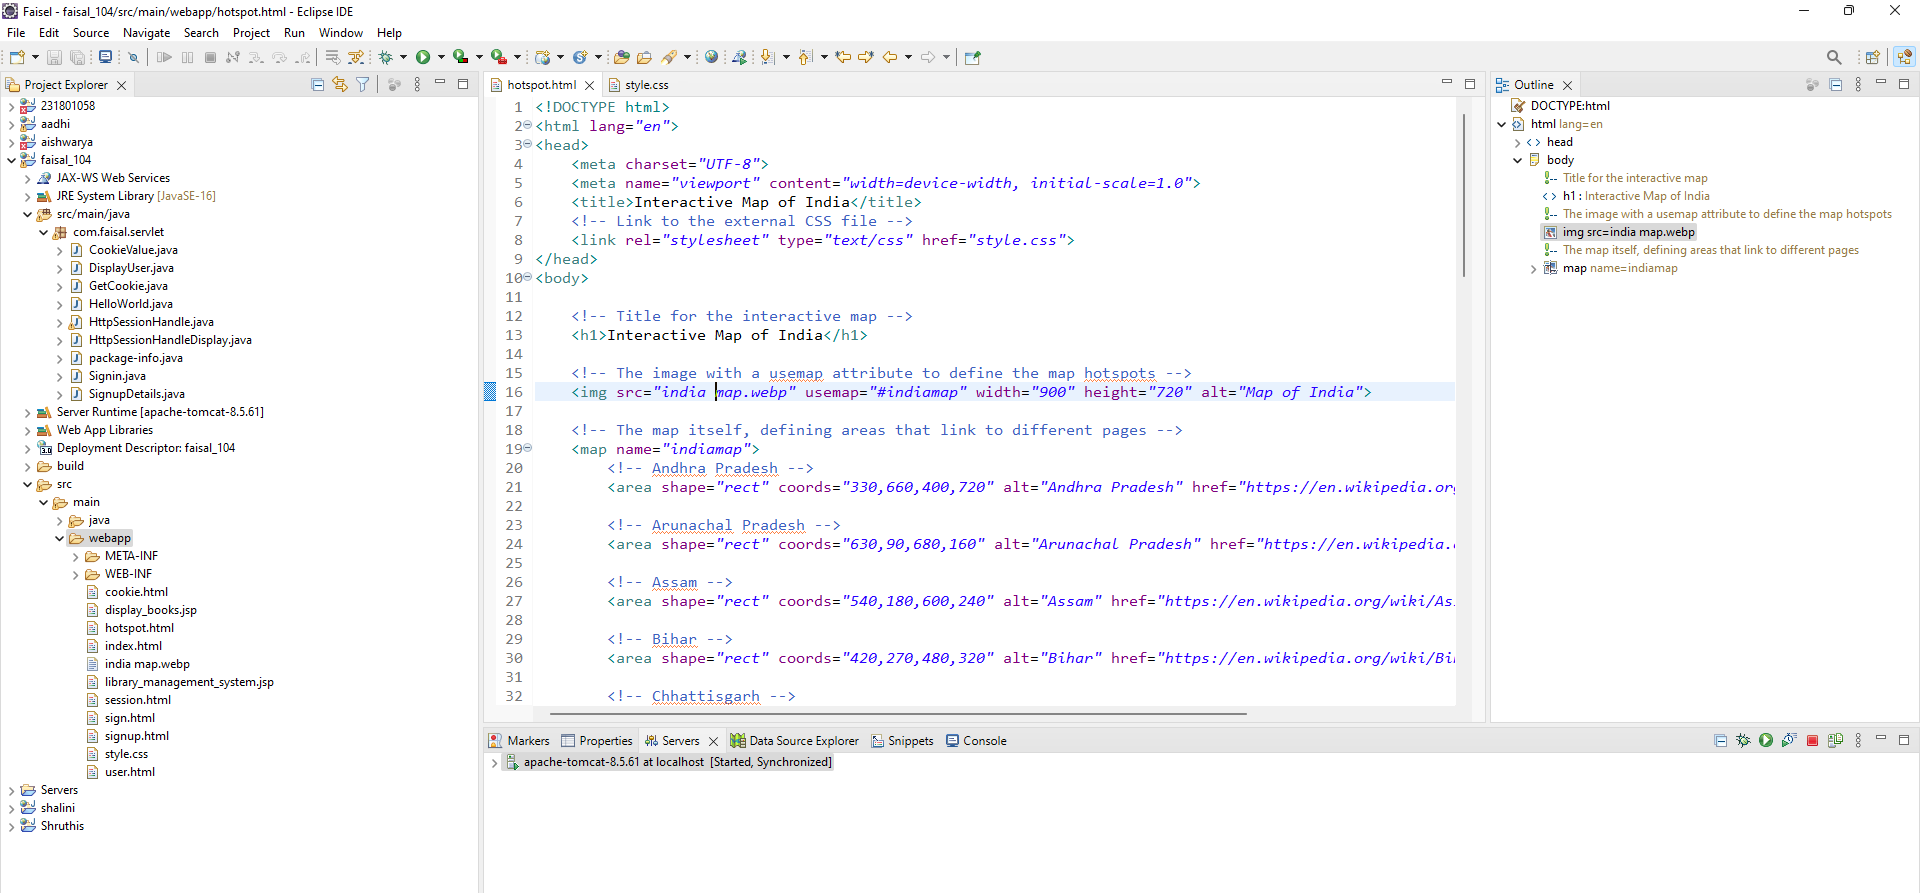 Faisel - faisal_104/src/main/webapp/hotspot.html - Eclipse IDE
File Edit Source Navigate Search Project Run Window Help
Project Explorer
231801058
aadhi
aishwarya
faisal_104
JAX-WS Web Services
JRE System Library [JavaSE-16]
src/main/java
com.faisal.servlet
CookieValue.java
DisplayUser.java
GetCookie.java
HelloWorld.java
HttpSessionHandle.java
HttpSessionHandleDisplay.java
package-info.java
Signin.java
SignupDetails.java
Server Runtime [apache-tomcat-8.5.61]
Web App Libraries
Deployment Descriptor: faisal_104
build
src
main
java
webapp
META-INF
WEB-INF
cookie.html
display_books.jsp
hotspot.html
index.html
india map.webp
library_management_system.jsp
session.html
sign.html
signup.html
style.css
user.html
Servers
shalini
Shruthis
hotspot.html style.css
1 <!DOCTYPE html>
2 <html lang="en">
3 <head>
4 <meta charset="UTF-8">
5 <meta name="viewport" content="width=device-width, initial-scale=1.0">
6 <title>Interactive Map of India</title>
7 <!-- Link to the external CSS file -->
8 <link rel="stylesheet" type="text/css" href="style.css">
9 </head>
10 <body>
11
12 <!-- Title for the interactive map -->
13 <h1>Interactive Map of India</h1>
14
15 <!-- The image with a usemap attribute to define the map hotspots -->
16 <img src="india map.webp" usemap="#indiamap" width="900" height="720" alt="Map of India">
17
18 <!-- The map itself, defining areas that link to different pages -->
19 <map name="indiamap">
20 <!-- Andhra Pradesh -->
21 <area shape="rect" coords="330,660,400,720" alt="Andhra Pradesh" href="https://en.wikipedia.or
22
23 <!-- Arunachal Pradesh -->
24 <area shape="rect" coords="630,90,680,160" alt="Arunachal Pradesh" href="https://en.wikipedia.
25
26 <!-- Assam -->
27 <area shape="rect" coords="540,180,600,240" alt="Assam" href="https://en.wikipedia.org/wiki/As
28
29 <!-- Bihar -->
30 <area shape="rect" coords="420,270,480,320" alt="Bihar" href="https://en.wikipedia.org/wiki/Bi
31
32 <!-- Chhattisgarh -->
Outline
DOCTYPE:html
html lang=en
head
body
Title for the interactive map
h1 : Interactive Map of India
The image with a usemap attribute to define the map hotspots
img src=india map.webp
The map itself, defining areas that link to different pages
map name=indiamap
Markers Properties Servers Data Source Explorer Snippets Console
apache-tomcat-8.5.61 at localhost [Started, Synchronized]